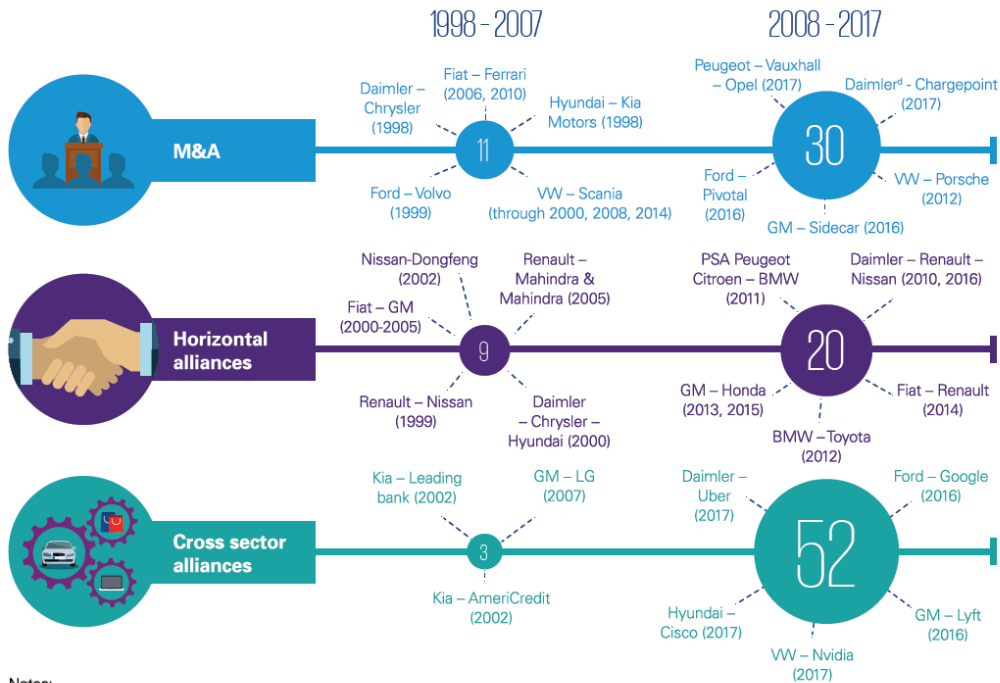 1998 – 2007
2008 – 2017
M&A
Daimler –
Chrysler
(1998)
Fiat – Ferrari
(2006, 2010)
Hyundai – Kia
Motors (1998)
11
Ford – Volvo
(1999)
VW – Scania
(through 2000, 2008, 2014)
Peugeot – Vauxhall
– Opel (2017)
Daimlerᵈ - Chargepoint
(2017)
30
Ford –
Pivotal
(2016)
GM – Sidecar (2016)
VW – Porsche
(2012)
Horizontal
alliances
Nissan-Dongfeng
(2002)
Renault –
Mahindra &
Mahindra (2005)
Fiat – GM
(2000-2005)
9
Renault – Nissan
(1999)
Daimler
– Chrysler –
Hyundai (2000)
PSA Peugeot
Citroen – BMW
(2011)
Daimler – Renault –
Nissan (2010, 2016)
20
GM – Honda
(2013, 2015)
BMW – Toyota
(2012)
Fiat – Renault
(2014)
Cross sector
alliances
Kia – Leading
bank (2002)
GM – LG
(2007)
3
Kia – AmeriCredit
(2002)
Daimler –
Uber
(2017)
Ford – Google
(2016)
52
Hyundai –
Cisco (2017)
VW – Nvidia
(2017)
GM – Lyft
(2016)
Notes: